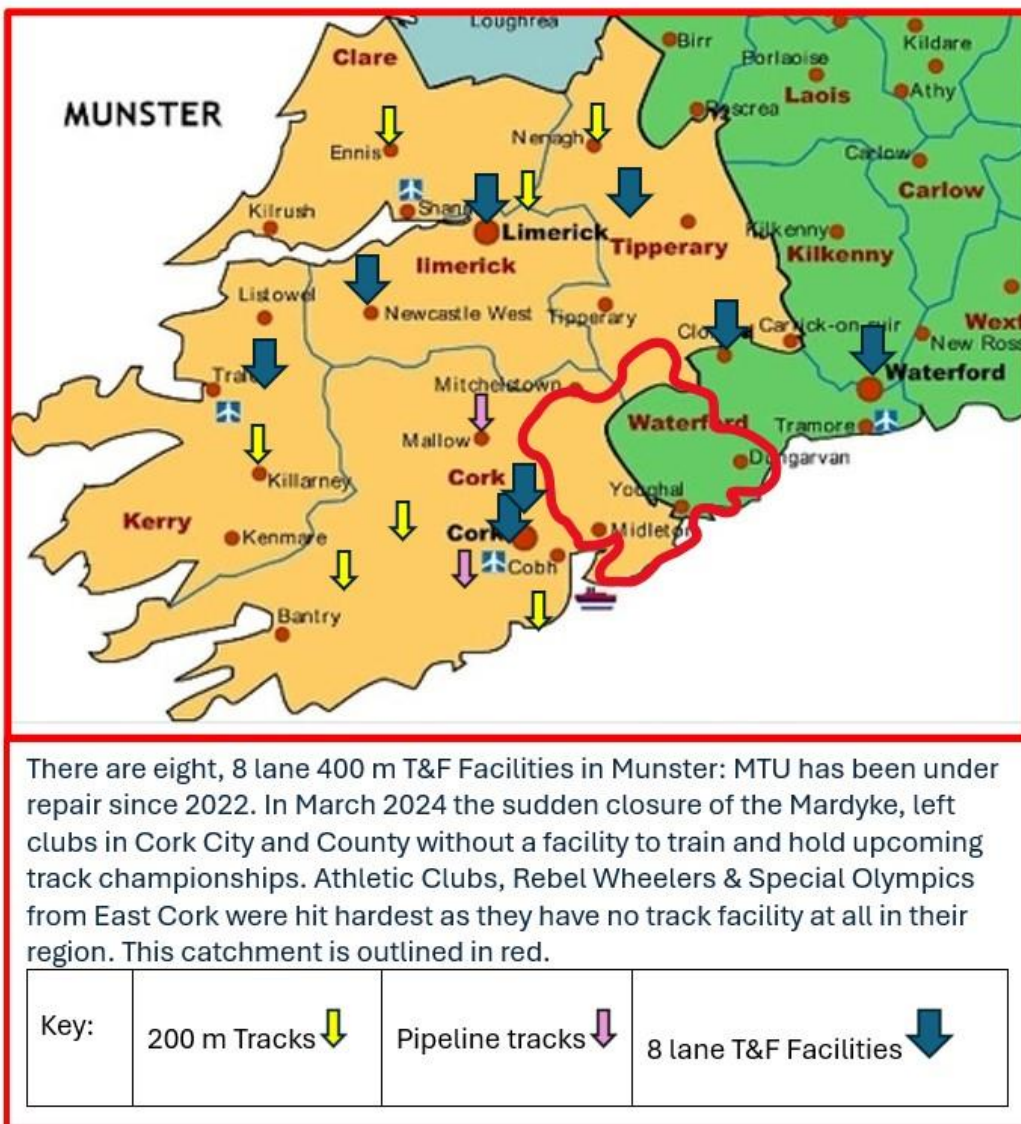 Loughrea
Birr
Kildare
Clare
Portlaoise
Laois
Athy
MUNSTER
Roscrea
Nenagh
Ennis
Carlow
Carlow
Kilrush
Limerick
Tipperary
Kilkenny
Kilkenny
limerick
Listowel
Newcastle West
Tipperary
Carrick-on-suir
New Ross
Waterford
Mitchelstown
Waterford
Tramore
Mallow
Dungarvan
Cork
Killarney
Youghal
Kerry
Kenmare
Cork
Midleton
Cobh
Bantry
There are eight, 8 lane 400 m T&F Facilities in Munster: MTU has been under
repair since 2022. In March 2024 the sudden closure of the Mardyke, left
clubs in Cork City and County without a facility to train and hold upcoming
track championships. Athletic Clubs, Rebel Wheelers & Special Olympics
from East Cork were hit hardest as they have no track facility at all in their
region. This catchment is outlined in red.
Key:
200 m Tracks
Pipeline tracks
8 lane T&F Facilities